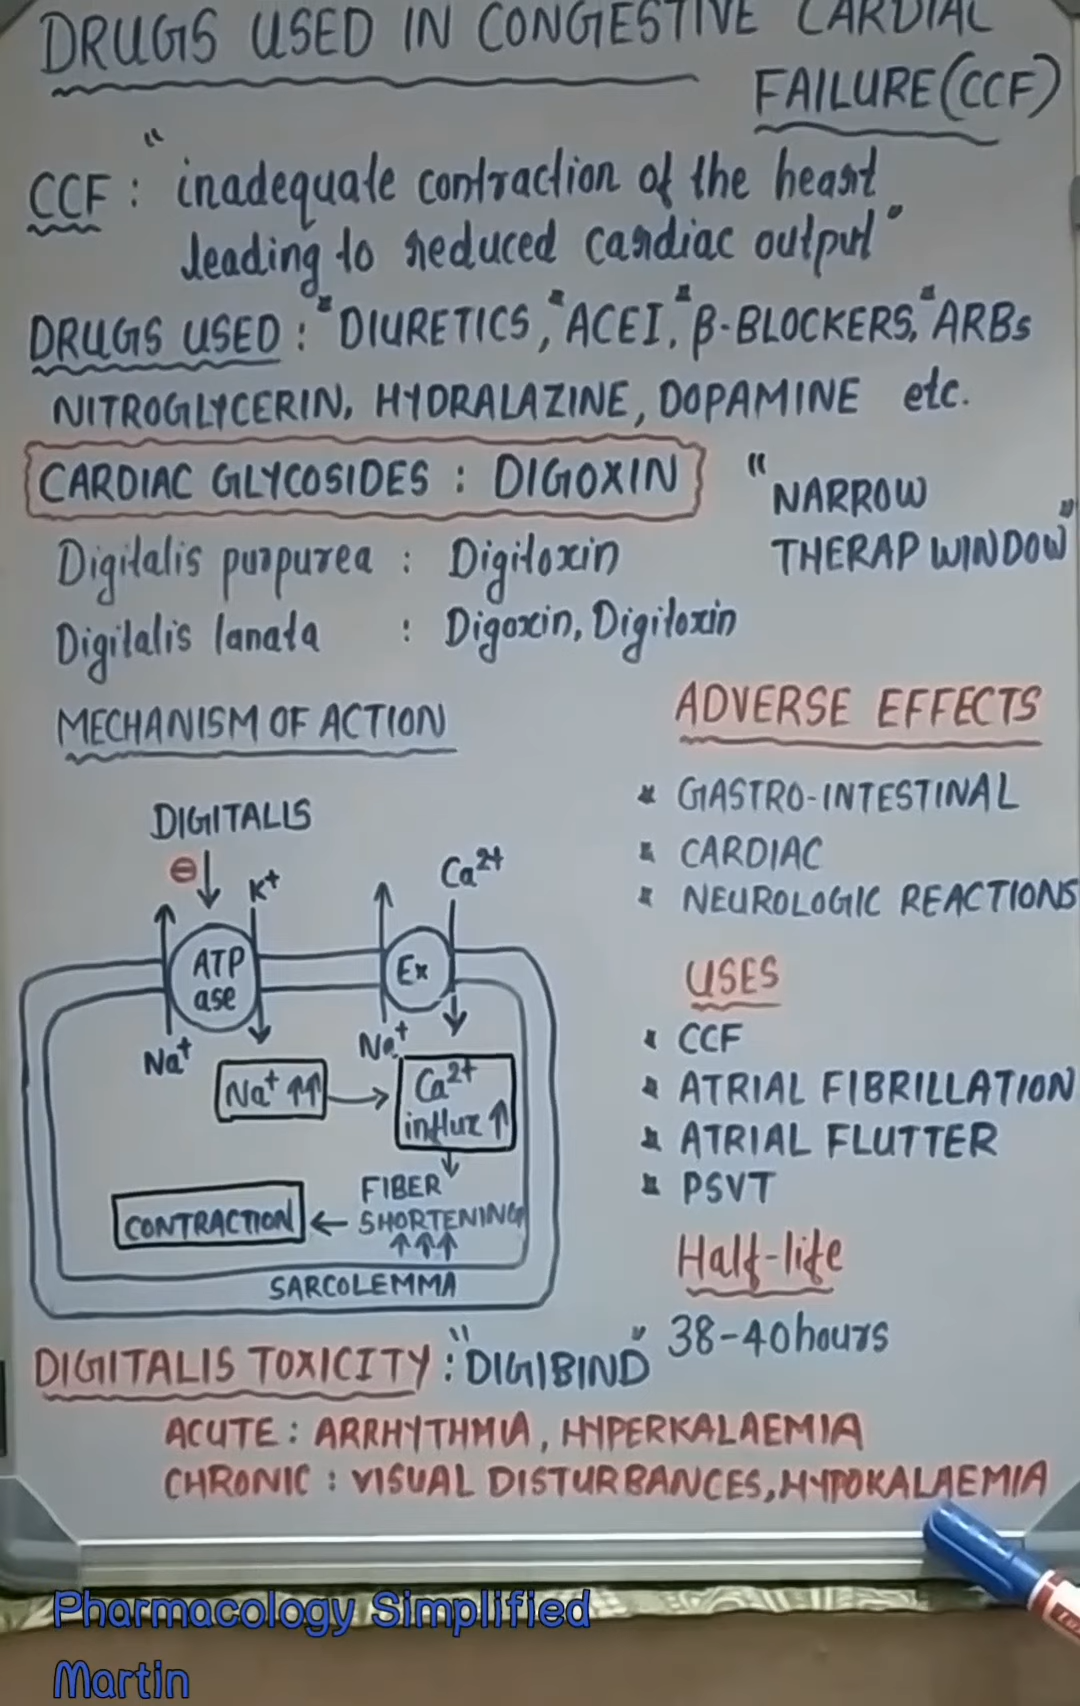 DRUGS USED IN CONGESTIVE CARDIAL
FAILURE (CCF)
CCF : "inadequate contraction of the heart
leading to reduced cardiac output"
DRUGS USED : *DIURETICS, *ACEI, *β-BLOCKERS, *ARBs
NITROGLYCERIN, HYDRALAZINE, DOPAMINE etc.
CARDIAC GLYCOSIDES : DIGOXIN
"NARROW
THERAP WINDOW"
Digitalis purpurea : Digitoxin
Digitalis lanata : Digoxin, Digitoxin
MECHANISM OF ACTION
DIGITALIS
⊖↓
K+
Ca2+
ATP
ase
Ex
Na+
Na+
Na+ ↑↑ → Ca2+
influx ↑
↓
FIBER
CONTRACTION ← SHORTENING
↑↑↑
SARCOLEMMA
ADVERSE EFFECTS
* GASTRO-INTESTINAL
* CARDIAC
* NEUROLOGIC REACTIONS
USES
* CCF
* ATRIAL FIBRILLATION
* ATRIAL FLUTTER
* PSVT
Half-life
38-40 hours
DIGITALIS TOXICITY : "DIGIBIND"
ACUTE : ARRHYTHMIA, HYPERKALAEMIA
CHRONIC : VISUAL DISTURBANCES, HYPOKALAEMIA
Pharmacology Simplified
Martin